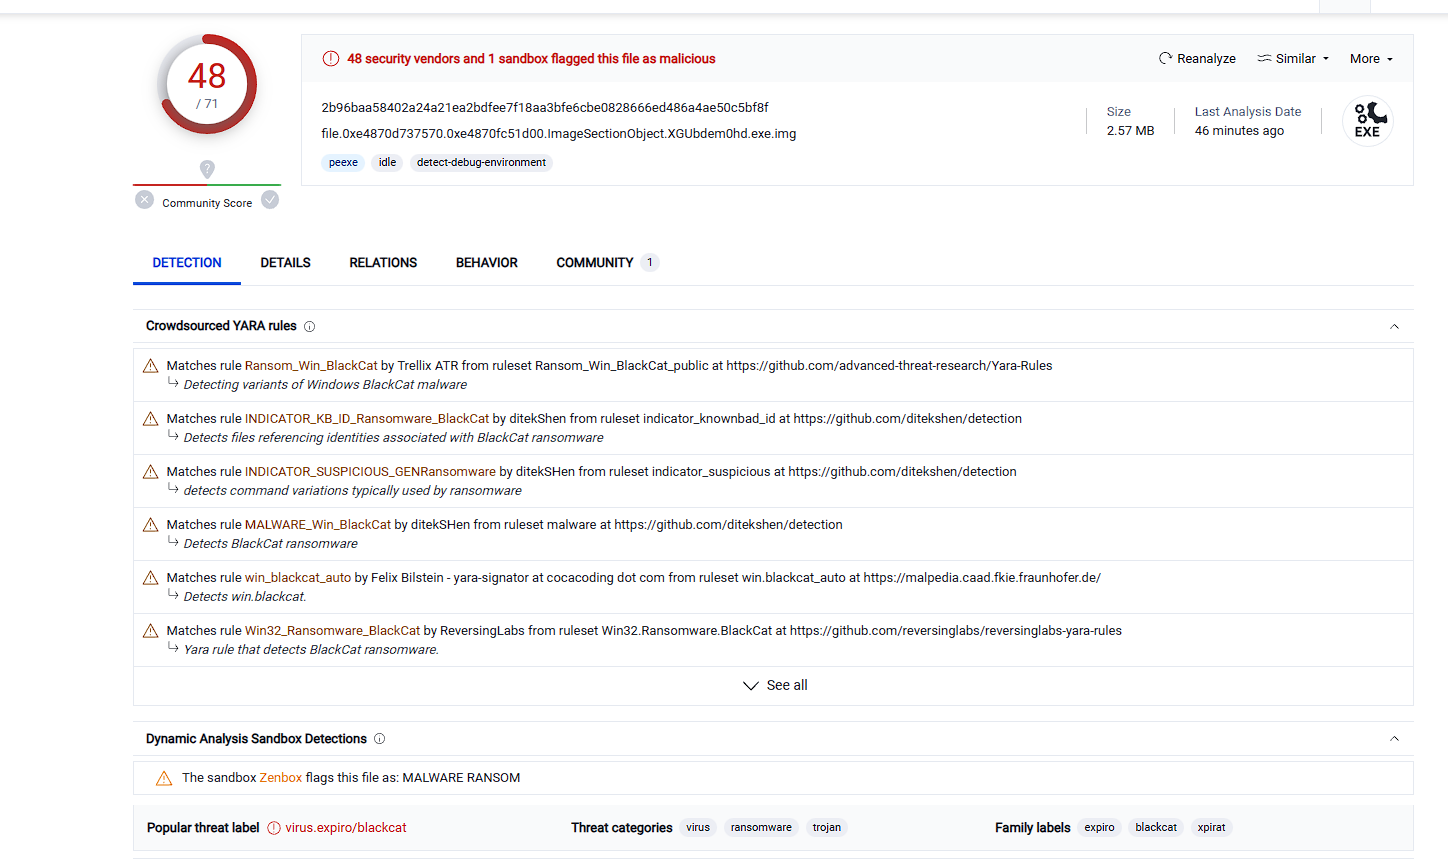 48
/ 71
Community Score
48 security vendors and 1 sandbox flagged this file as malicious
Reanalyze Similar More
2b96baa58402a24a21ea2bdfee7f18aa3bfe6cbe0828666ed486a4ae50c5bf8f
file.0xe4870d737570.0xe4870fc51d00.ImageSectionObject.XGUbdem0hd.exe.img
peexe idle detect-debug-environment
Size
2.57 MB
Last Analysis Date
46 minutes ago
EXE
DETECTION DETAILS RELATIONS BEHAVIOR COMMUNITY 1
Crowdsourced YARA rules
Matches rule Ransom_Win_BlackCat by Trellix ATR from ruleset Ransom_Win_BlackCat_public at https://github.com/advanced-threat-research/Yara-Rules
Detecting variants of Windows BlackCat malware
Matches rule INDICATOR_KB_ID_Ransomware_BlackCat by ditekShen from ruleset indicator_knownbad_id at https://github.com/ditekshen/detection
Detects files referencing identities associated with BlackCat ransomware
Matches rule INDICATOR_SUSPICIOUS_GENRansomware by ditekSHen from ruleset indicator_suspicious at https://github.com/ditekshen/detection
detects command variations typically used by ransomware
Matches rule MALWARE_Win_BlackCat by ditekSHen from ruleset malware at https://github.com/ditekshen/detection
Detects BlackCat ransomware
Matches rule win_blackcat_auto by Felix Bilstein - yara-signator at cocacoding dot com from ruleset win.blackcat_auto at https://malpedia.caad.fkie.fraunhofer.de/
Detects win.blackcat.
Matches rule Win32_Ransomware_BlackCat by ReversingLabs from ruleset Win32.Ransomware.BlackCat at https://github.com/reversinglabs/reversinglabs-yara-rules
Yara rule that detects BlackCat ransomware.
See all
Dynamic Analysis Sandbox Detections
The sandbox Zenbox flags this file as: MALWARE RANSOM
Popular threat label virus.expiro/blackcat Threat categories virus ransomware trojan Family labels expiro blackcat xpirat